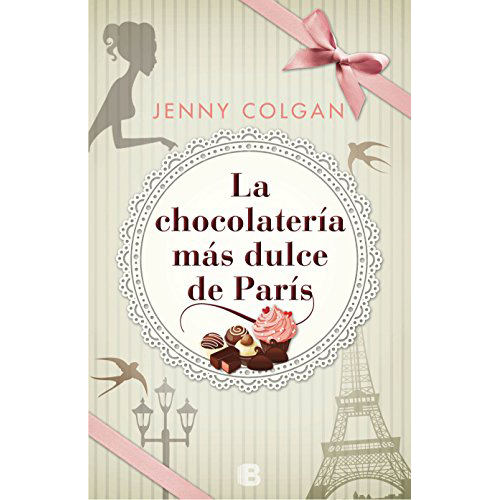 JENNY COLGAN
La
chocolatería
más dulce
de París
B